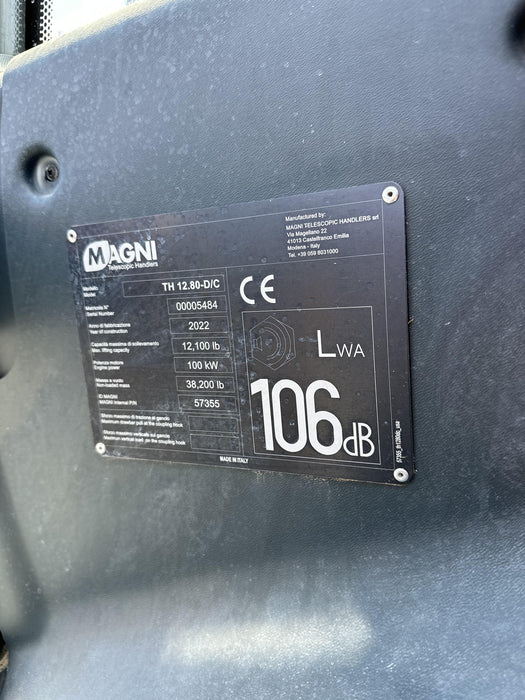 MAGNI
Telescopic Handlers
Manufactured by:
MAGNI TELESCOPIC HANDLERS srl
Via Magellano 22
41013 Castelfranco Emilia
Modena - Italy
Tel. +39 059 8031000
Modello
Model
TH 12.80-D/C
Matricola N°
Serial Number
00005484
Anno di fabbricazione
Year of construction
2022
Capacità massima di sollevamento
Max. lifting capacity
12,100 lb
Potenza motore
Engine power
100 kW
Massa a vuoto
Non-loaded mass
38,200 lb
ID MAGNI
MAGNI Internal P/N
57355
Sforzo massimo di trazione al gancio
Maximum drawbar pull at the coupling hook
Sforzo massimo verticale sul gancio
Maximum vertical load on the coupling hook
CE
LWA
106dB
MADE IN ITALY
57355_th1280dc_usa